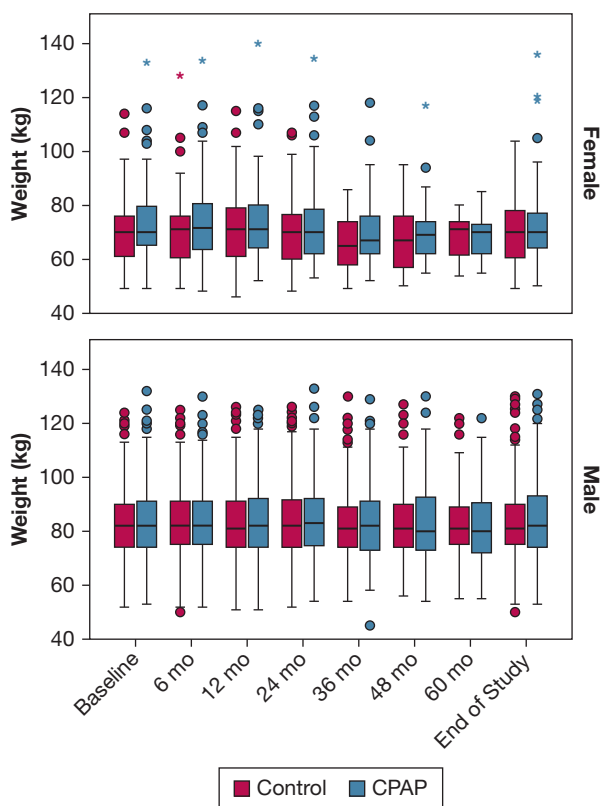 140
120
100
80
60
40
Weight (kg)
Female
140
120
100
80
60
40
Weight (kg)
Male
Baseline
6 mo
12 mo
24 mo
36 mo
48 mo
60 mo
End of Study
Control
CPAP